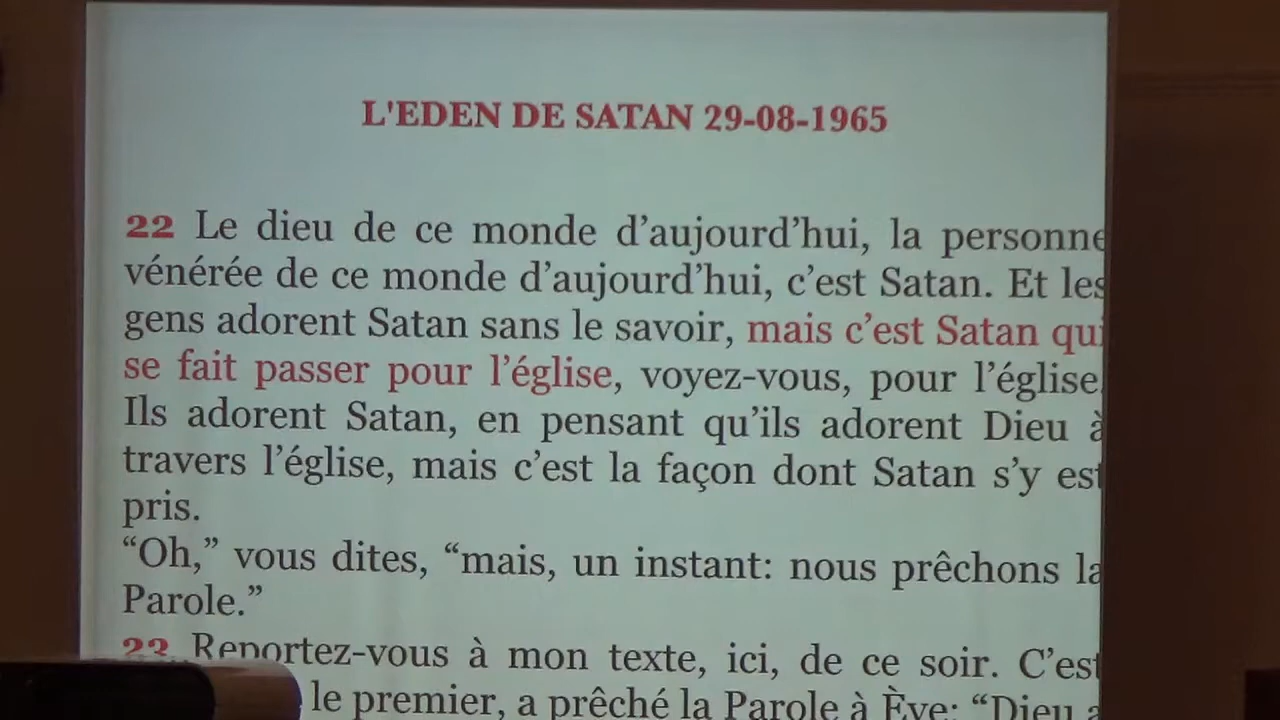 L'EDEN DE SATAN 29-08-1965
22 Le dieu de ce monde d’aujourd’hui, la personne
vénérée de ce monde d’aujourd’hui, c’est Satan. Et les
gens adorent Satan sans le savoir, mais c’est Satan qui
se fait passer pour l’église, voyez-vous, pour l’église.
Ils adorent Satan, en pensant qu’ils adorent Dieu à
travers l’église, mais c’est la façon dont Satan s’y est
pris.
“Oh,” vous dites, “mais, un instant: nous prêchons la
Parole.”
23 Reportez-vous à mon texte, ici, de ce soir. C’est
le premier, a prêché la Parole à Ève: “Dieu a